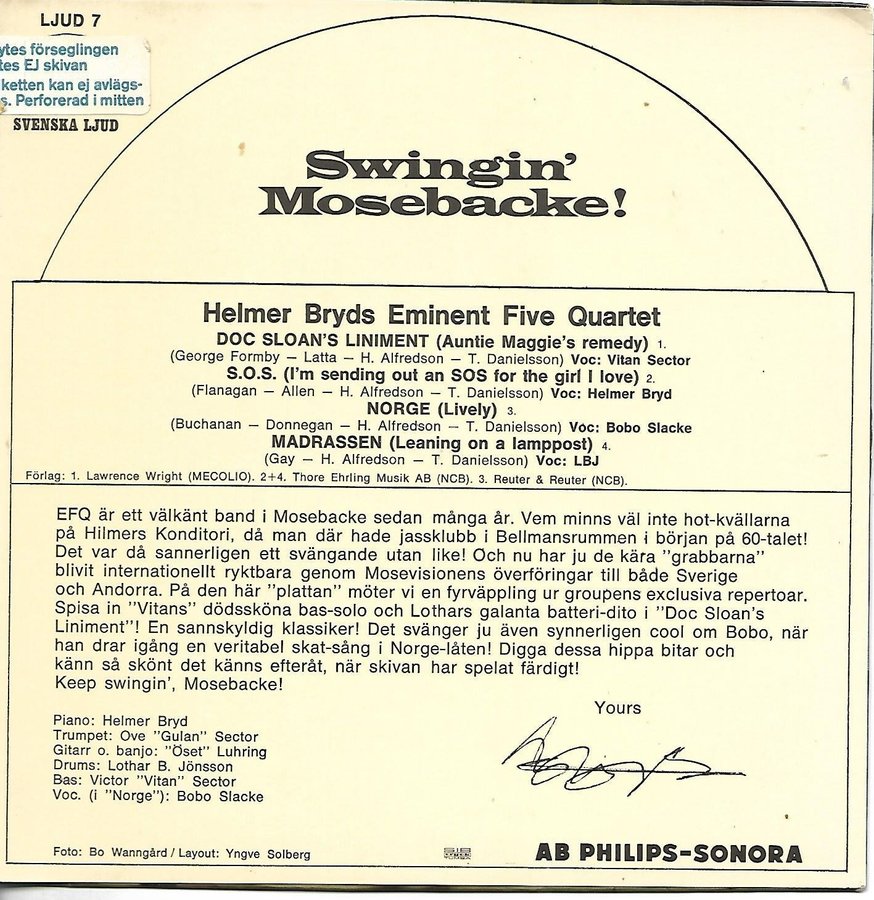 LJUD 7
ytes förseglingen
tes EJ skivan
ketten kan ej avlägs-
s. Perforerad i mitten
SVENSKA LJUD
Swingin'
Mosebacke!
Helmer Bryds Eminent Five Quartet
DOC SLOAN'S LINIMENT (Auntie Maggie's remedy) 1.
(George Formby — Latta — H. Alfredson — T. Danielsson) Voc: Vitan Sector
S.O.S. (I'm sending out an SOS for the girl I love) 2.
(Flanagan — Allen — H. Alfredson — T. Danielsson) Voc: Helmer Bryd
NORGE (Lively) 3.
(Buchanan — Donnegan — H. Alfredson — T. Danielsson) Voc: Bobo Slacke
MADRASSEN (Leaning on a lamppost) 4.
(Gay — H. Alfredson — T. Danielsson) Voc: LBJ
Förlag: 1. Lawrence Wright (MECOLIO). 2+4. Thore Ehrling Musik AB (NCB). 3. Reuter & Reuter (NCB).
EFQ är ett välkänt band i Mosebacke sedan många år. Vem minns väl inte hot-kvällarna
på Hilmers Konditori, då man där hade jassklubb i Bellmansrummen i början på 60-talet!
Det var då sannerligen ett svängande utan like! Och nu har ju de kära "grabbarna"
blivit internationellt ryktbara genom Mosevisionens överföringar till både Sverige
och Andorra. På den här "plattan" möter vi en fyrväppling ur groupens exclusiva repertoar.
Spisa in "Vitans" dödssköna bas-solo och Lothars galanta batteri-dito i "Doc Sloan's
Liniment"! En sannskyldig klassiker! Det svänger ju även synnerligen cool om Bobo, när
han drar igång en veritabel skat-sång i Norge-låten! Digga dessa hippa bitar och
känn så skönt det känns efteråt, när skivan har spelat färdigt!
Keep swingin', Mosebacke!
Yours
Piano: Helmer Bryd
Trumpet: Ove "Gulan" Sector
Gitarr o. banjo: "Öset" Luhring
Drums: Lothar B. Jönsson
Bas: Victor "Vitan" Sector
Voc. (i "Norge"): Bobo Slacke
Foto: Bo Wanngård / Layout: Yngve Solberg
AB PHILIPS-SONORA